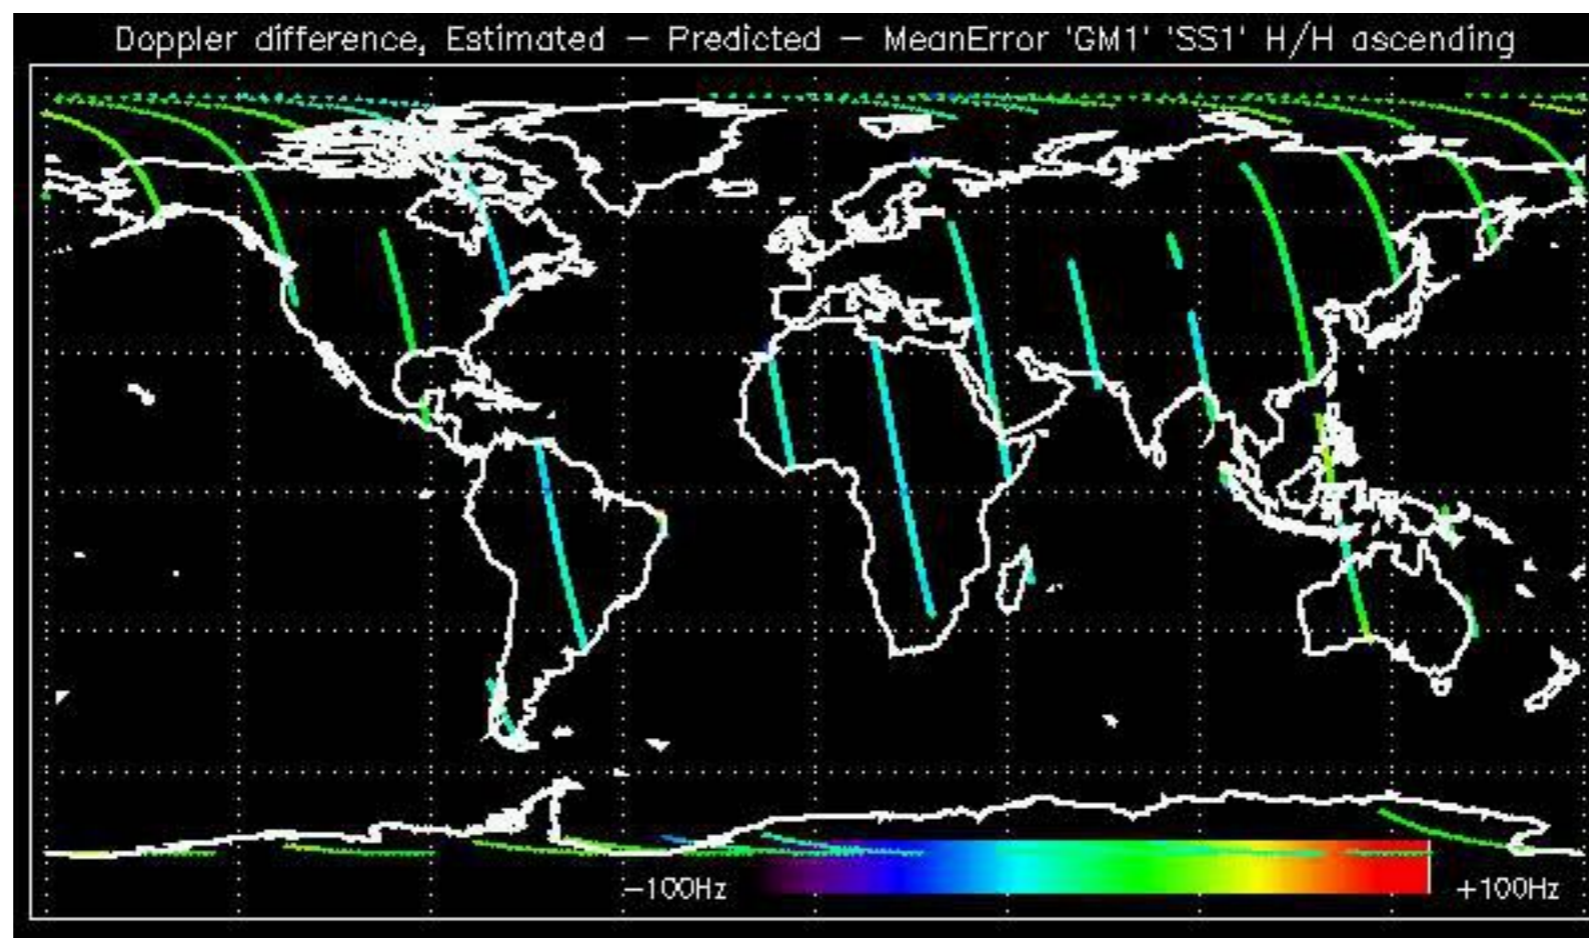 Doppler difference, Estimated – Predicted – MeanError 'GM1' 'SS1' H/H ascending
–100Hz +100Hz